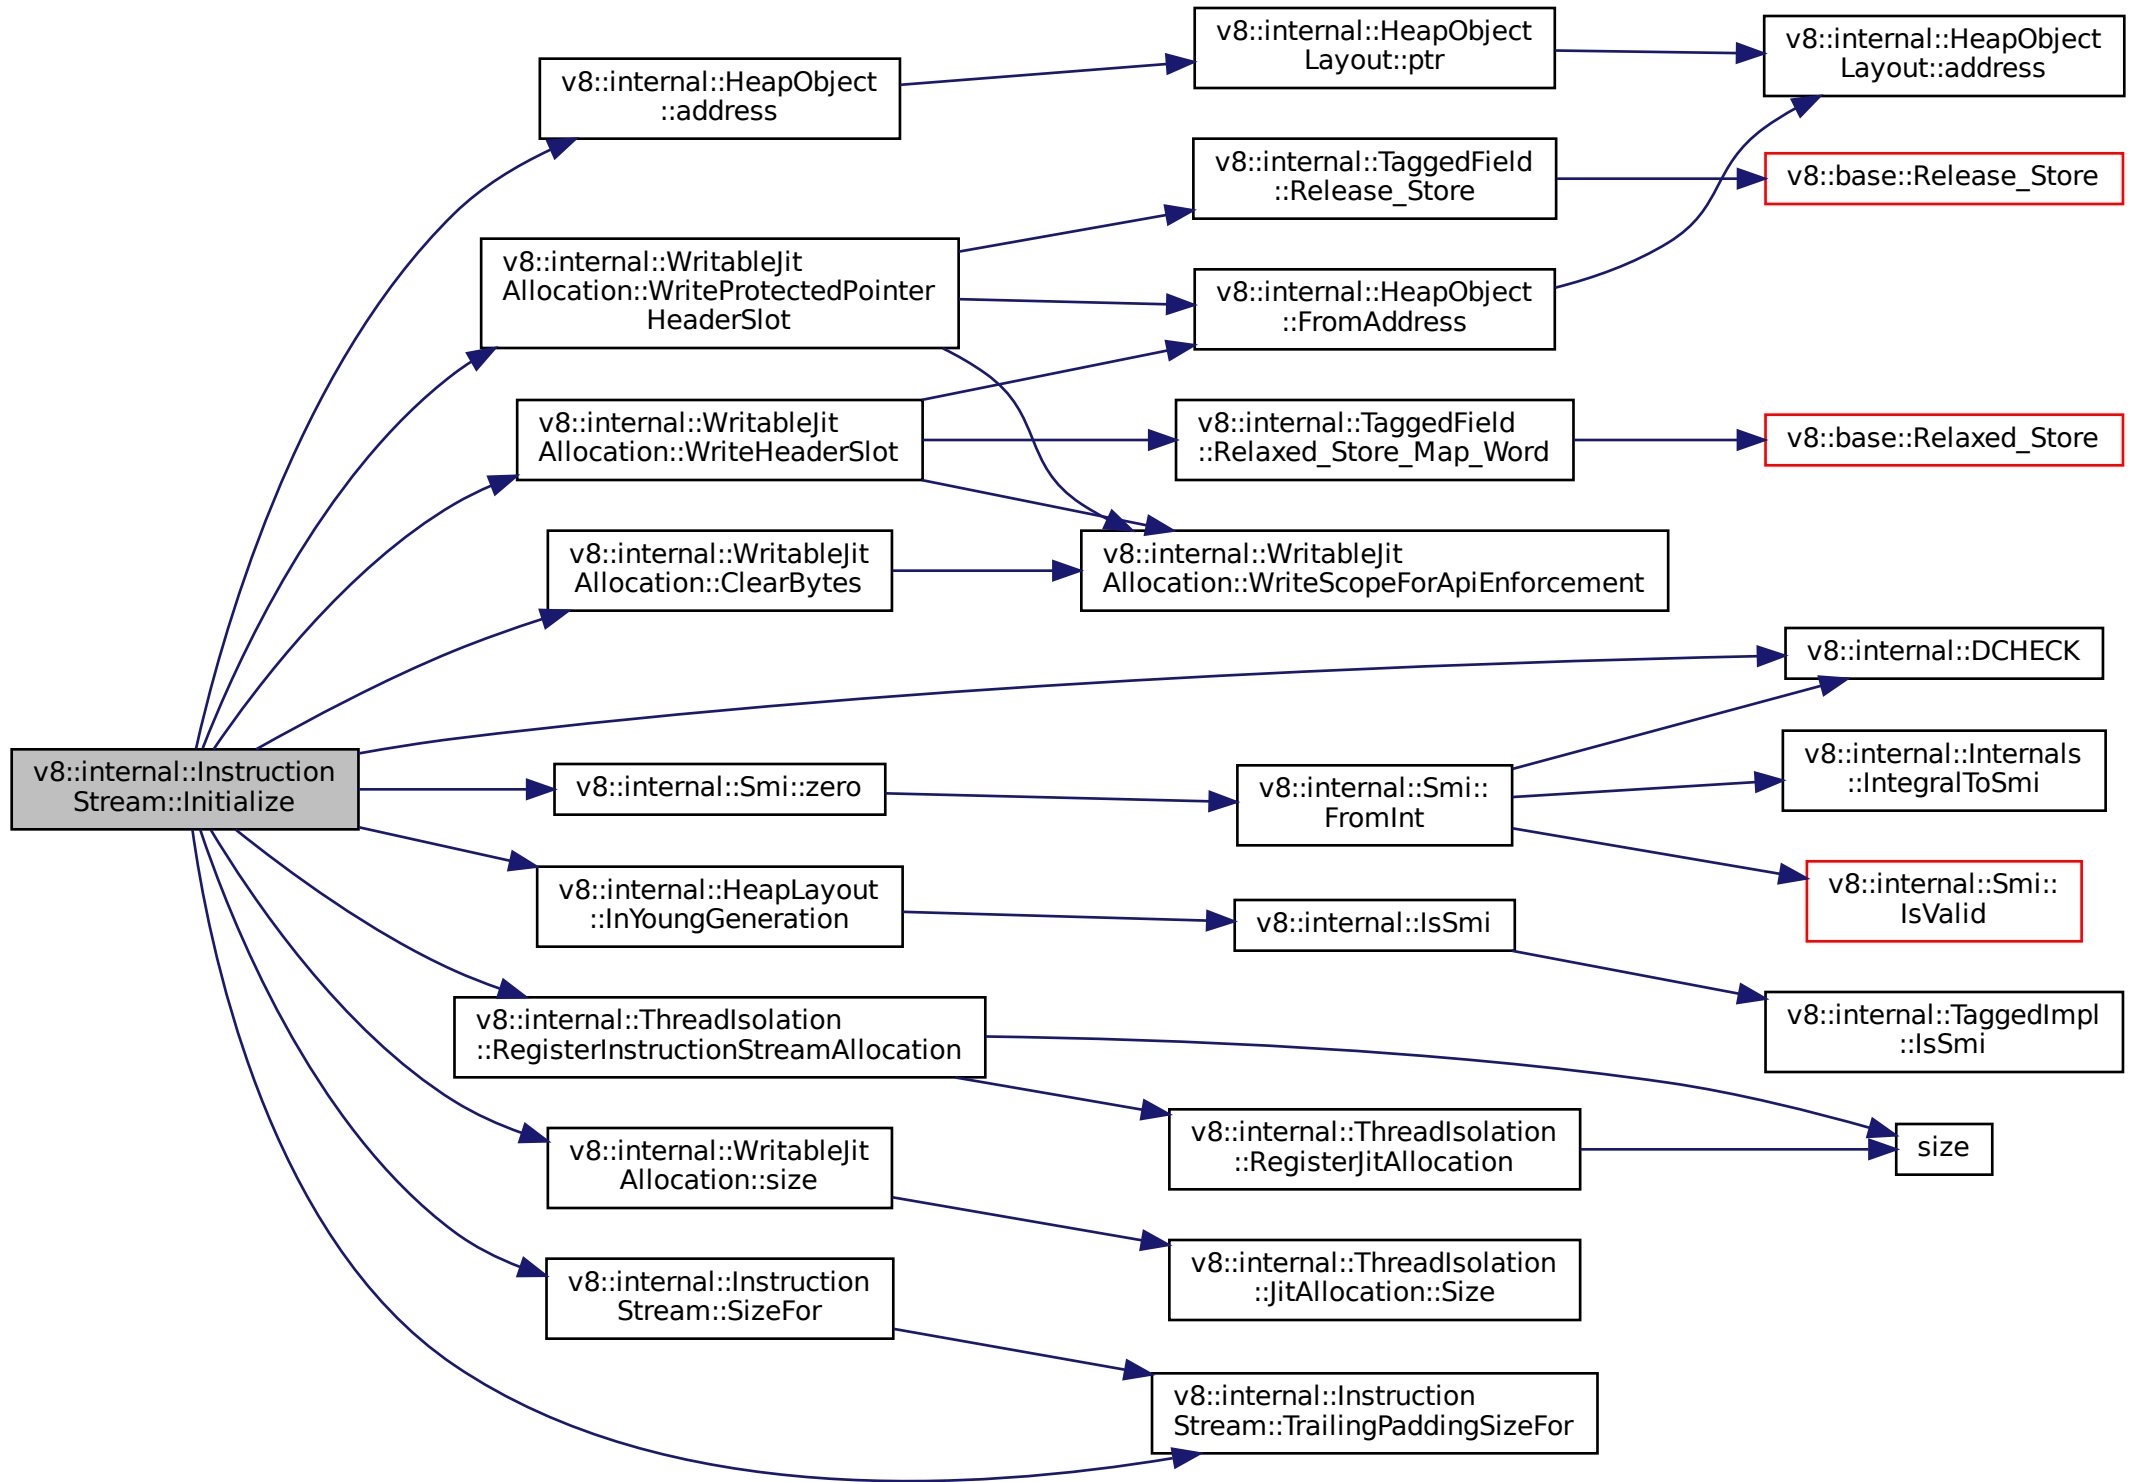 v8::internal::Instruction
Stream::Initialize
v8::internal::HeapObject
::address
v8::internal::WritableJit
Allocation::WriteProtectedPointer
HeaderSlot
v8::internal::WritableJit
Allocation::WriteHeaderSlot
v8::internal::WritableJit
Allocation::ClearBytes
v8::internal::Smi::zero
v8::internal::HeapLayout
::InYoungGeneration
v8::internal::ThreadIsolation
::RegisterInstructionStreamAllocation
v8::internal::WritableJit
Allocation::size
v8::internal::Instruction
Stream::SizeFor
v8::internal::HeapObject
Layout::ptr
v8::internal::TaggedField
::Release_Store
v8::internal::HeapObject
::FromAddress
v8::internal::TaggedField
::Relaxed_Store_Map_Word
v8::internal::WritableJit
Allocation::WriteScopeForApiEnforcement
v8::internal::Smi::
FromInt
v8::internal::IsSmi
v8::internal::ThreadIsolation
::RegisterJitAllocation
v8::internal::ThreadIsolation
::JitAllocation::Size
v8::internal::Instruction
Stream::TrailingPaddingSizeFor
v8::internal::HeapObject
Layout::address
v8::base::Release_Store
v8::base::Relaxed_Store
v8::internal::DCHECK
v8::internal::Internals
::IntegralToSmi
v8::internal::Smi::
IsValid
v8::internal::TaggedImpl
::IsSmi
size